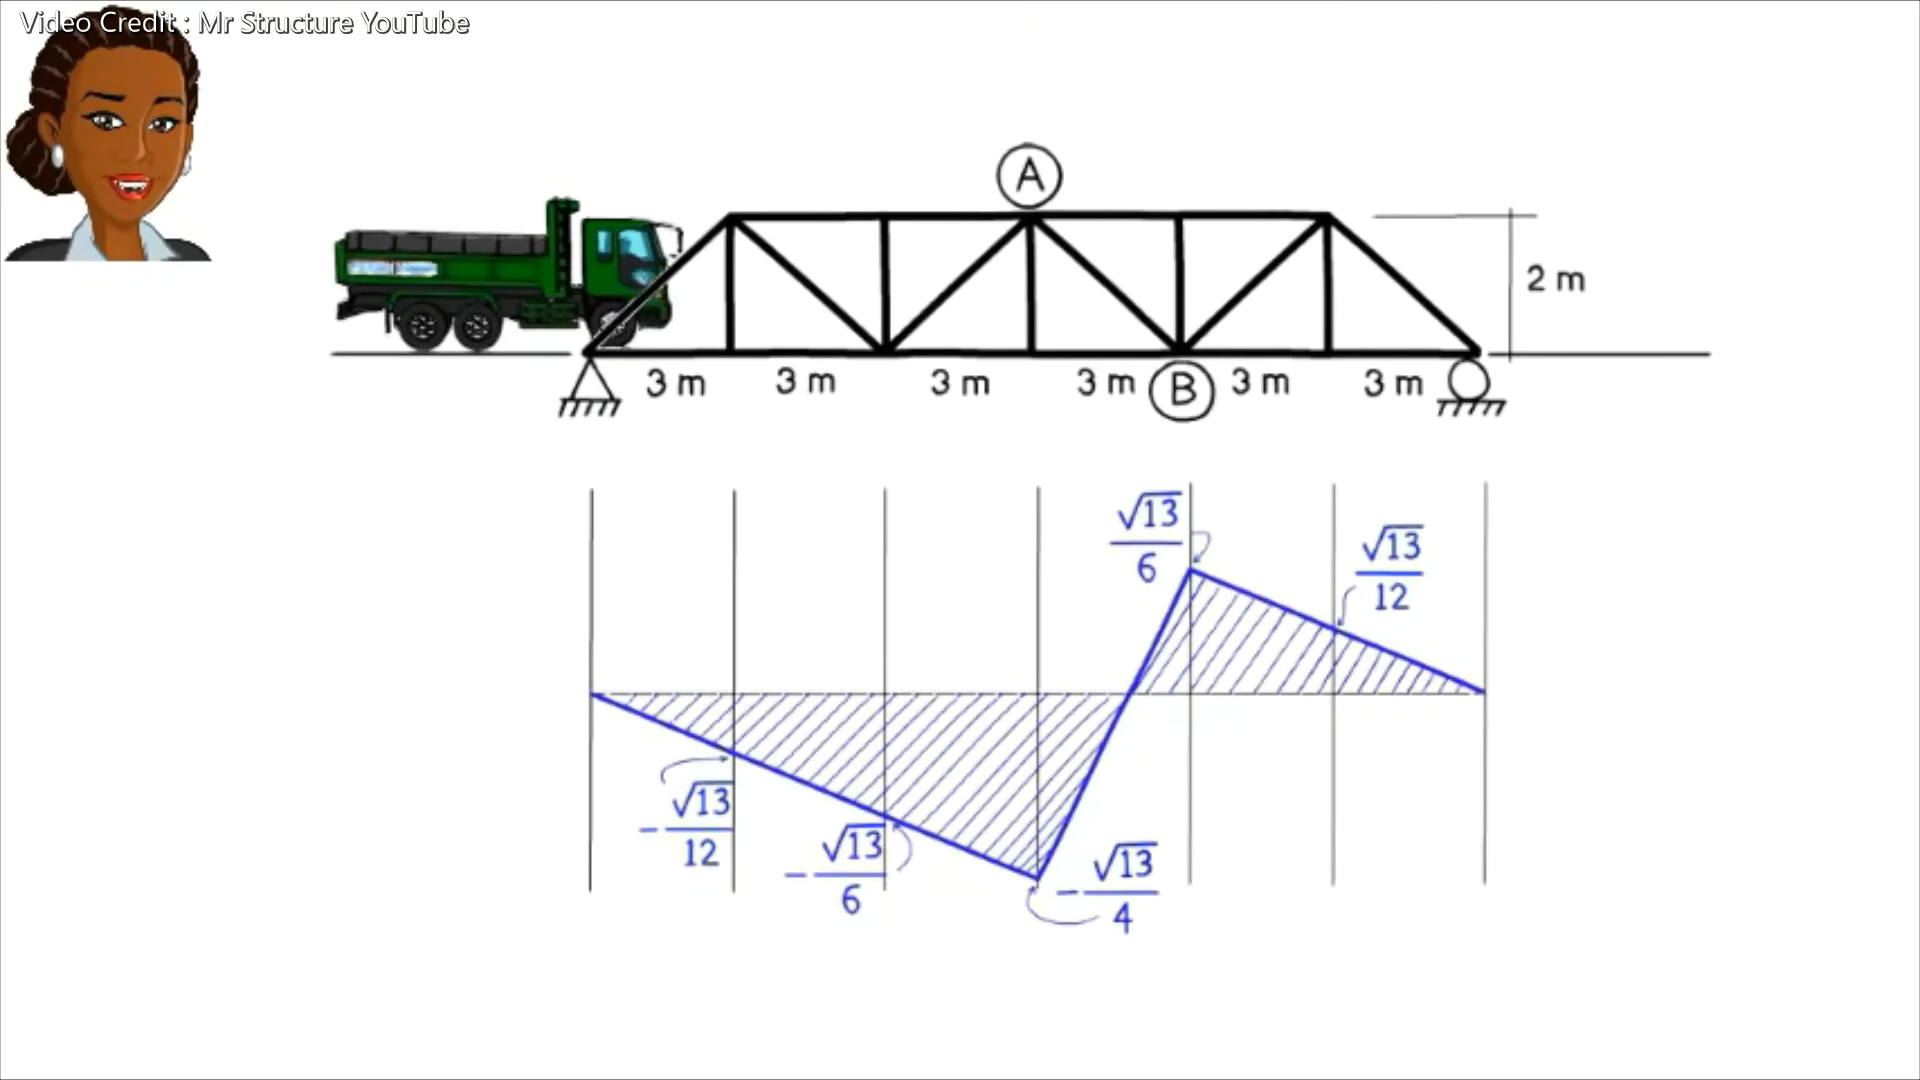 Video Credit : Mr Structure YouTube
A
2 m
3 m 3 m 3 m 3 m B 3 m 3 m
√13
6
√13
12
-√13
12
-√13
6
-√13
4